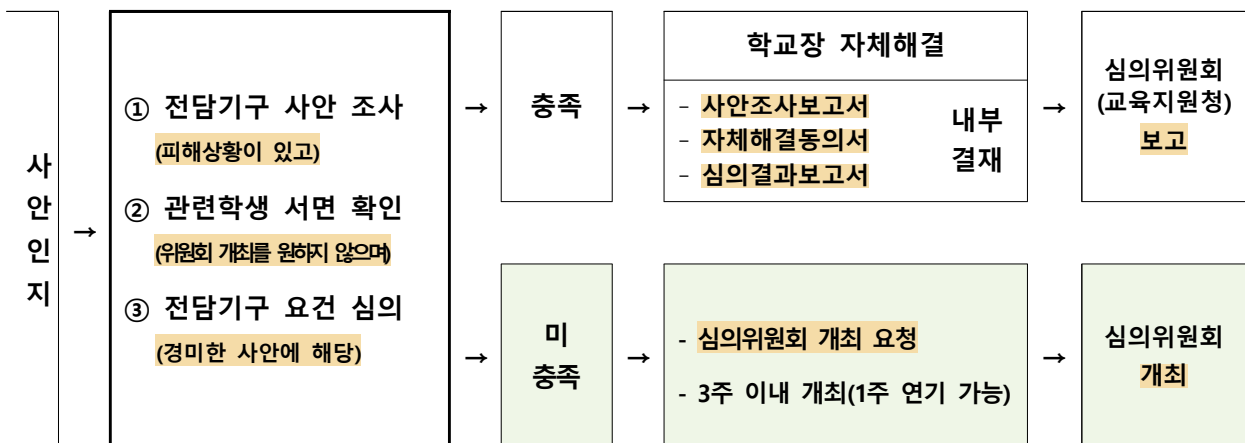 사
안
인
지
→
① 전담기구 사안 조사
(피해상황이 있고)
② 관련학생 서면 확인
(위원회 개최를 원하지 않으며)
③ 전담기구 요건 심의
(경미한 사안에 해당)
→
충족
→
학교장 자체해결
- 사안조사보고서
- 자체해결동의서
- 심의결과보고서
내부
결재
→
심의위원회
(교육지원청)
보고
→
미
충족
→
- 심의위원회 개최 요청
- 3주 이내 개최(1주 연기 가능)
→
심의위원회
개최